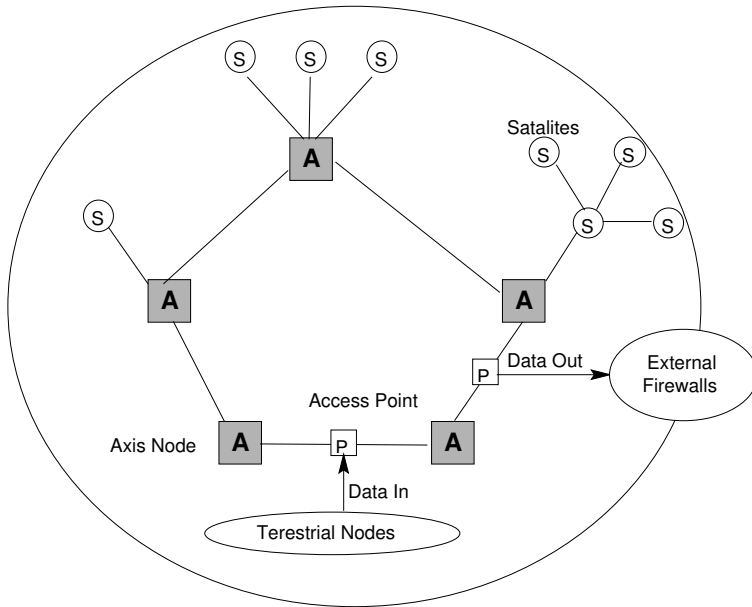 S S S
Satalites
A
S S
S
S S
A A
P Data Out External
Firewalls
Access Point
Axis Node A P A
Data In
Terestrial Nodes